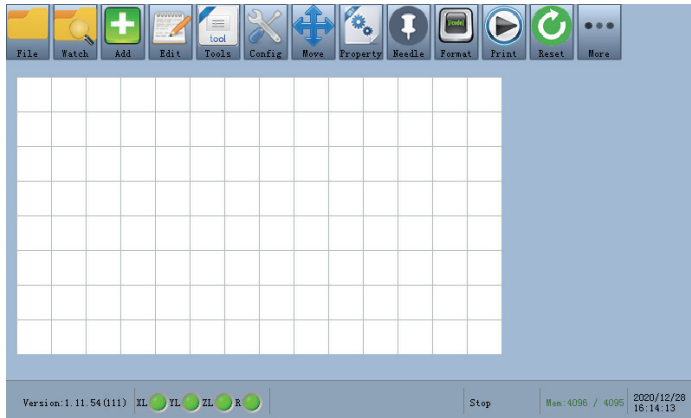 File Watch Add Edit Tools Config Move Property Needle Format Print Reset More
tool
Version:1.11.54(111) XL YL ZL R Stop Mem:4096 / 4095 2020/12/28
16:14:13